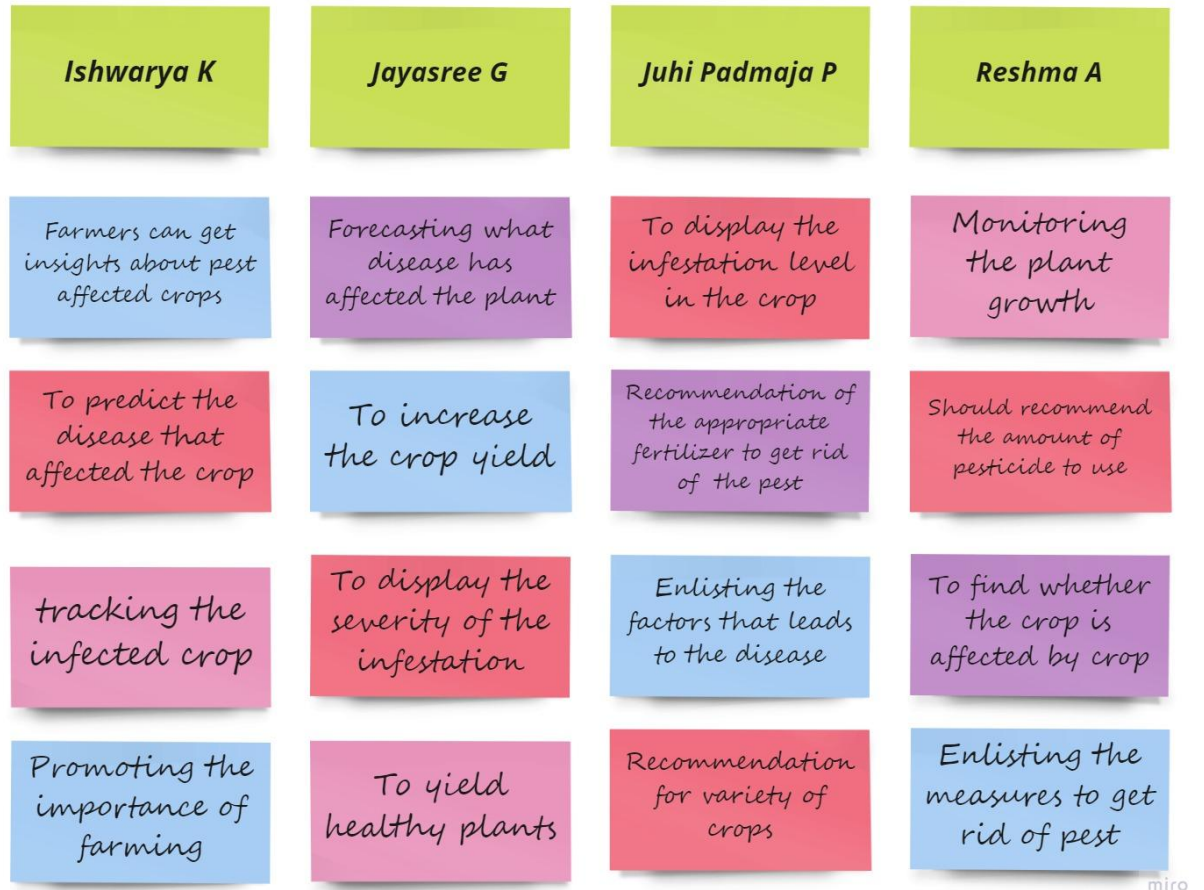 Ishwarya K
Jayasree G
Juhi Padmaja P
Reshma A
Farmers can get
insights about pest
affected crops
Forecasting what
disease has
affected the plant
To display the
infestation level
in the crop
Monitoring
the plant
growth
To predict the
disease that
affected the crop
To increase
the crop yield
Recommendation of
the appropriate
fertilizer to get rid
of the pest
Should recommend
the amount of
pesticide to use
tracking the
infected crop
To display the
severity of the
infestation
Enlisting the
factors that leads
to the disease
To find whether
the crop is
affected by crop
Promoting the
importance of
farming
To yield
healthy plants
Recommendation
for variety of
crops
Enlisting the
measures to get
rid of pest
miro